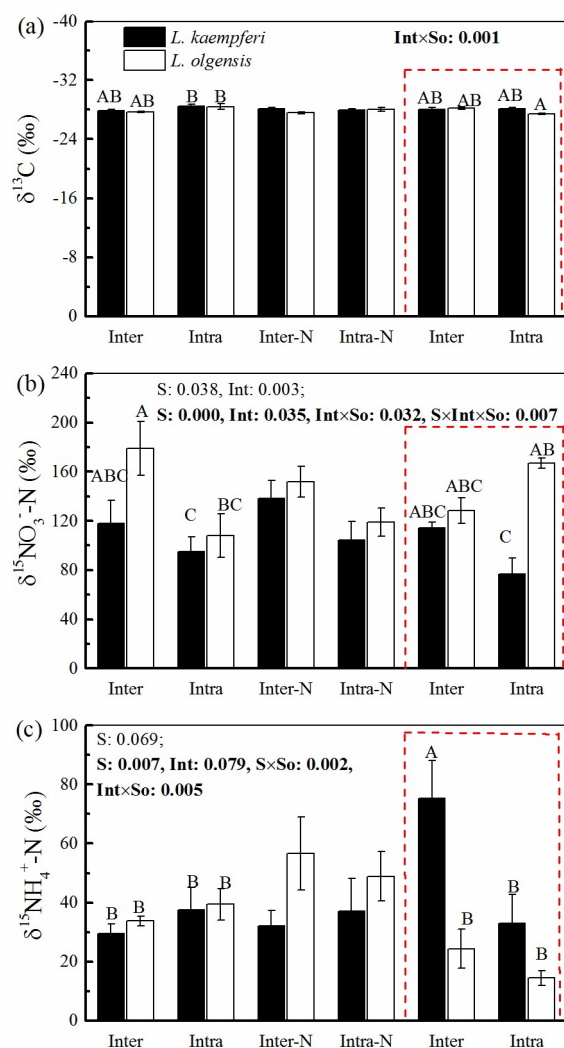 (a)
L. kaempferi
L. olgensis
Int×So: 0.001
-40
-32
-24
-16
-8
0
δ¹³C (‰)
AB AB B B AB AB AB A
Inter Intra Inter-N Intra-N Inter Intra
(b)
S: 0.038, Int: 0.003;
S: 0.000, Int: 0.035, Int×So: 0.032, S×Int×So: 0.007
240
200
160
120
80
40
0
δ¹⁵NO₃⁻-N (‰)
ABC A C BC ABC ABC C AB
Inter Intra Inter-N Intra-N Inter Intra
(c)
S: 0.069;
S: 0.007, Int: 0.079, S×So: 0.002,
Int×So: 0.005
100
80
60
40
20
0
δ¹⁵NH₄⁺-N (‰)
B B B B A B B B
Inter Intra Inter-N Intra-N Inter Intra